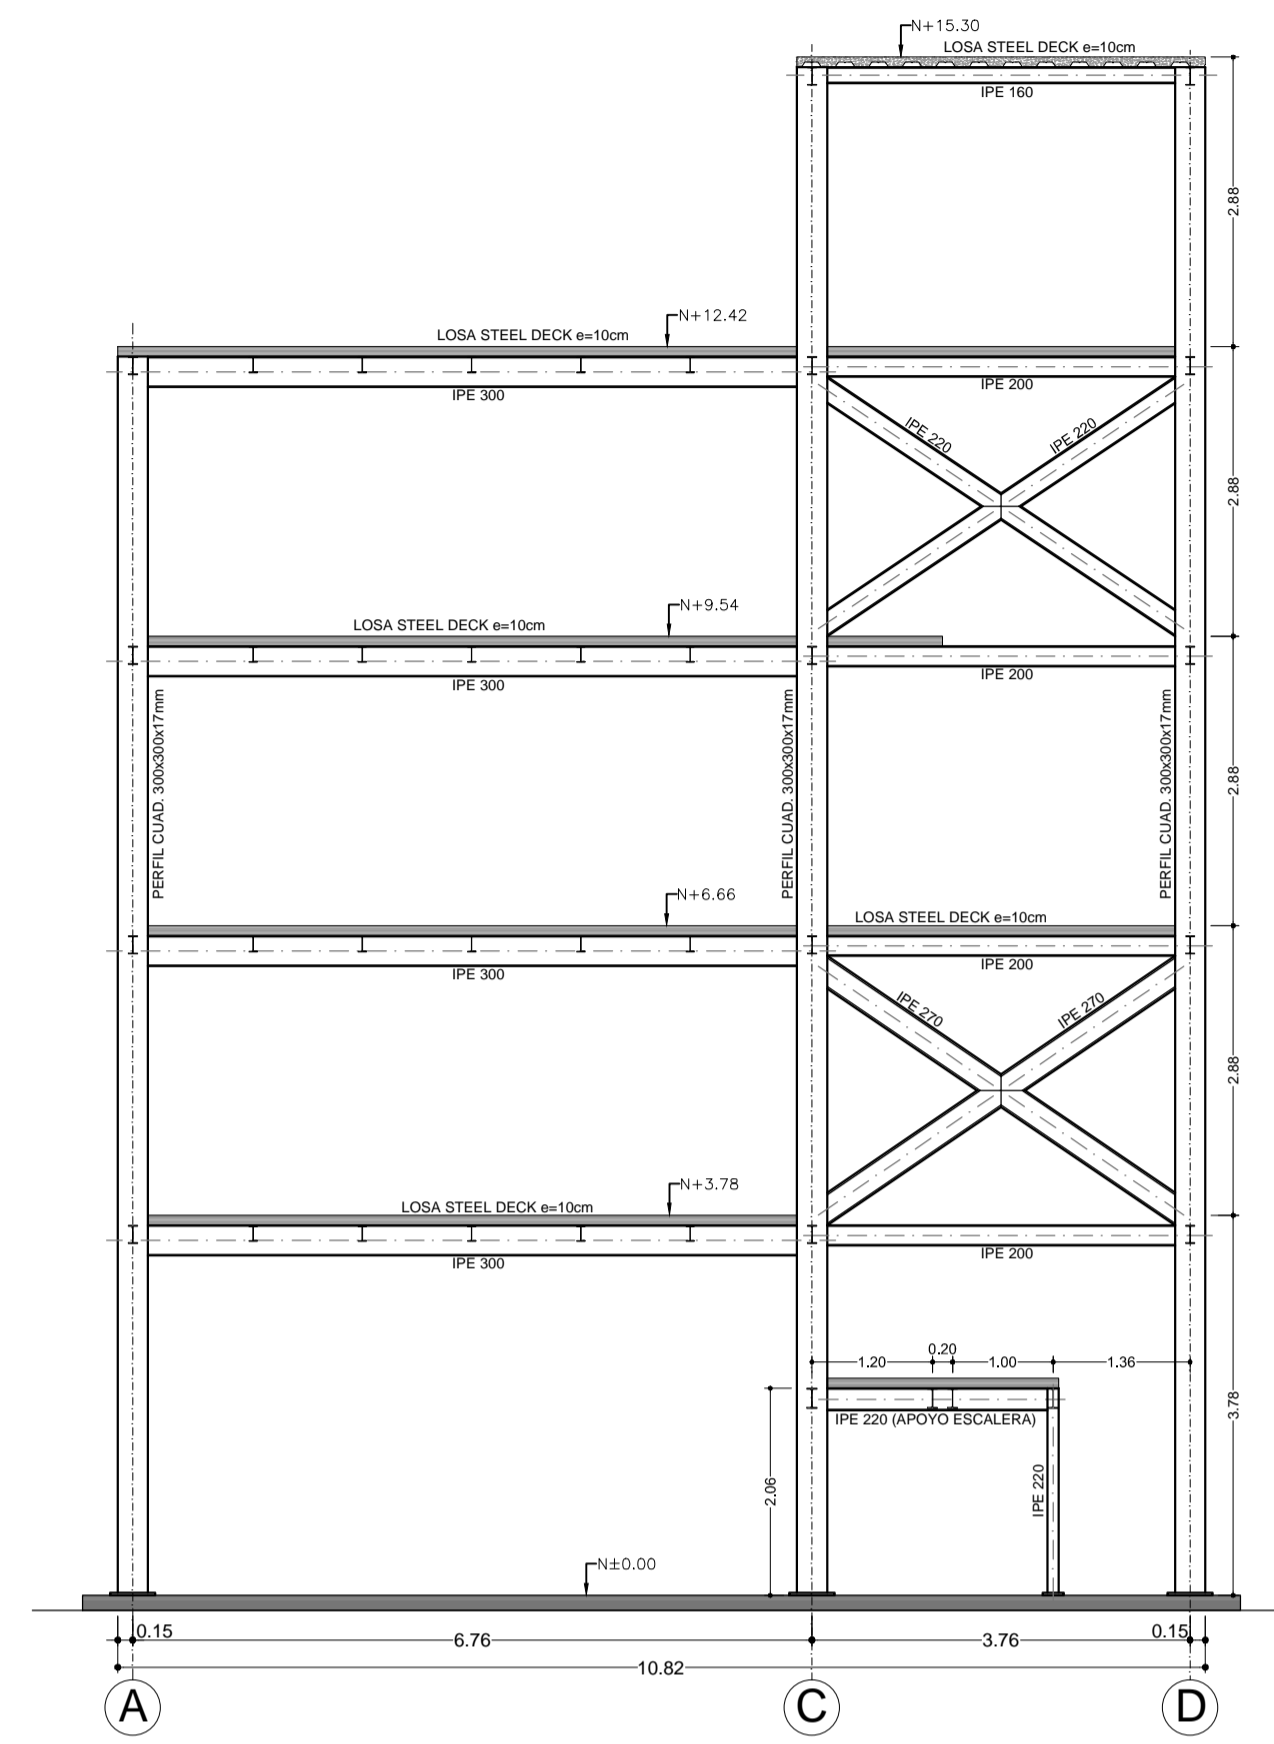 N+15.30
LOSA STEEL DECK e=10cm
IPE 160
2.88
N+12.42
LOSA STEEL DECK e=10cm
IPE 300
IPE 200
IPE 220
IPE 220
2.88
N+9.54
LOSA STEEL DECK e=10cm
IPE 300
IPE 200
PERFIL CUAD. 300x300x17mm
PERFIL CUAD. 300x300x17mm
PERFIL CUAD. 300x300x17mm
2.88
N+6.66
LOSA STEEL DECK e=10cm
IPE 300
IPE 200
IPE 270
IPE 270
2.88
N+3.78
LOSA STEEL DECK e=10cm
IPE 300
IPE 200
0.20
1.20
1.00
1.36
3.78
IPE 220 (APOYO ESCALERA)
2.06
IPE 220
N±0.00
0.15
6.76
3.76
0.15
10.82
A
C
D